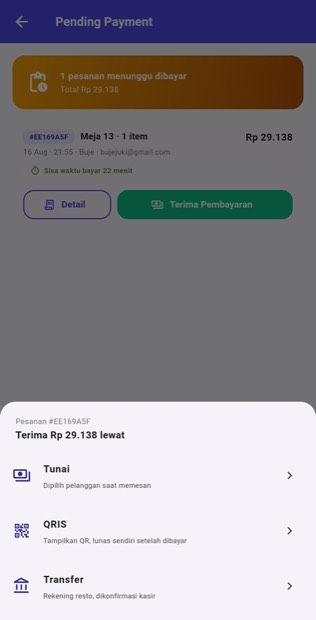 Pending Payment
1 pesanan menunggu dibayar
Total Rp 29.138
#EE169A5F Meja 13 · 1 item Rp 29.138
16 Aug · 21:55 · Buje · bujejuki@gmail.com
Sisa waktu bayar 22 menit
Detail Terima Pembayaran
Pesanan #EE169A5F
Terima Rp 29.138 lewat
Tunai
Dipilih pelanggan saat memesan
QRIS
Tampilkan QR, lunas sendiri setelah dibayar
Transfer
Rekening resto, dikonfirmasi kasir